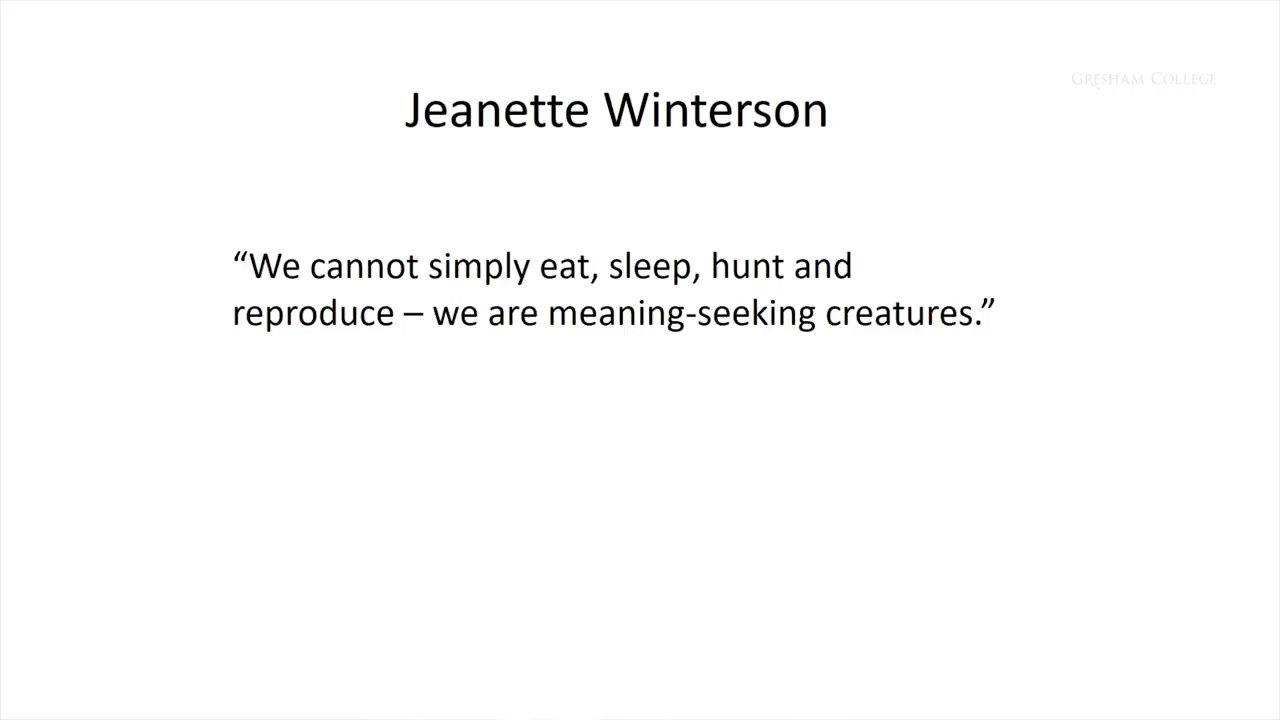 GRESHAM COLLEGE
Jeanette Winterson
“We cannot simply eat, sleep, hunt and
reproduce – we are meaning-seeking creatures.”